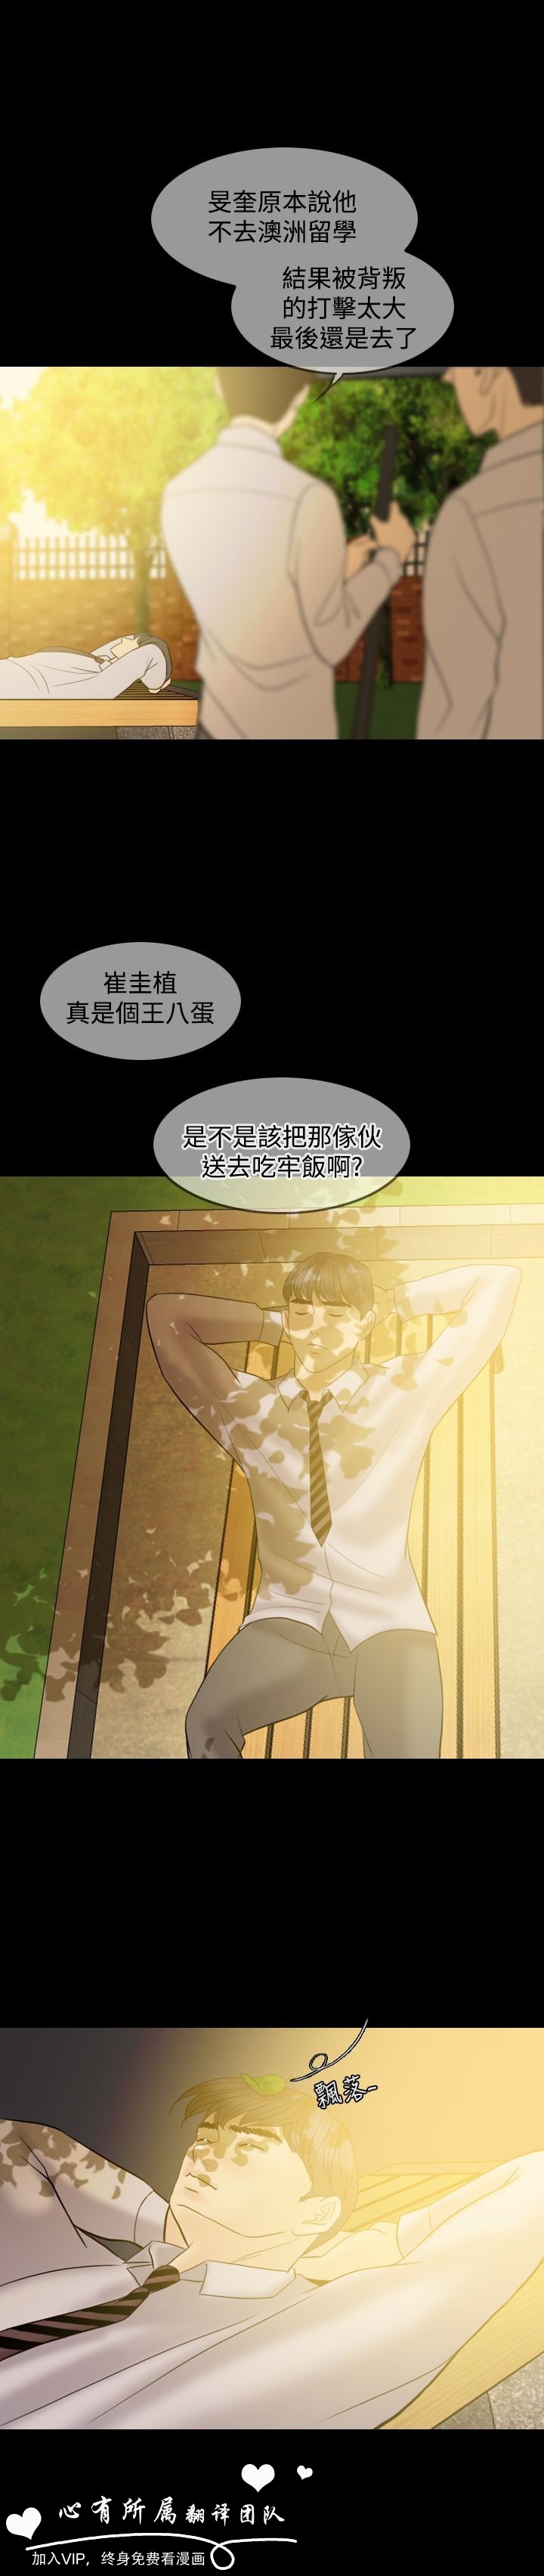 旻奎原本說他
不去澳洲留學
結果被背叛
的打擊太大
最後還是去了
崔圭植
真是個王八蛋
是不是該把那傢伙
送去吃牢飯啊?
飄落~
心有所属翻译团队
加入VIP，终身免费看漫画